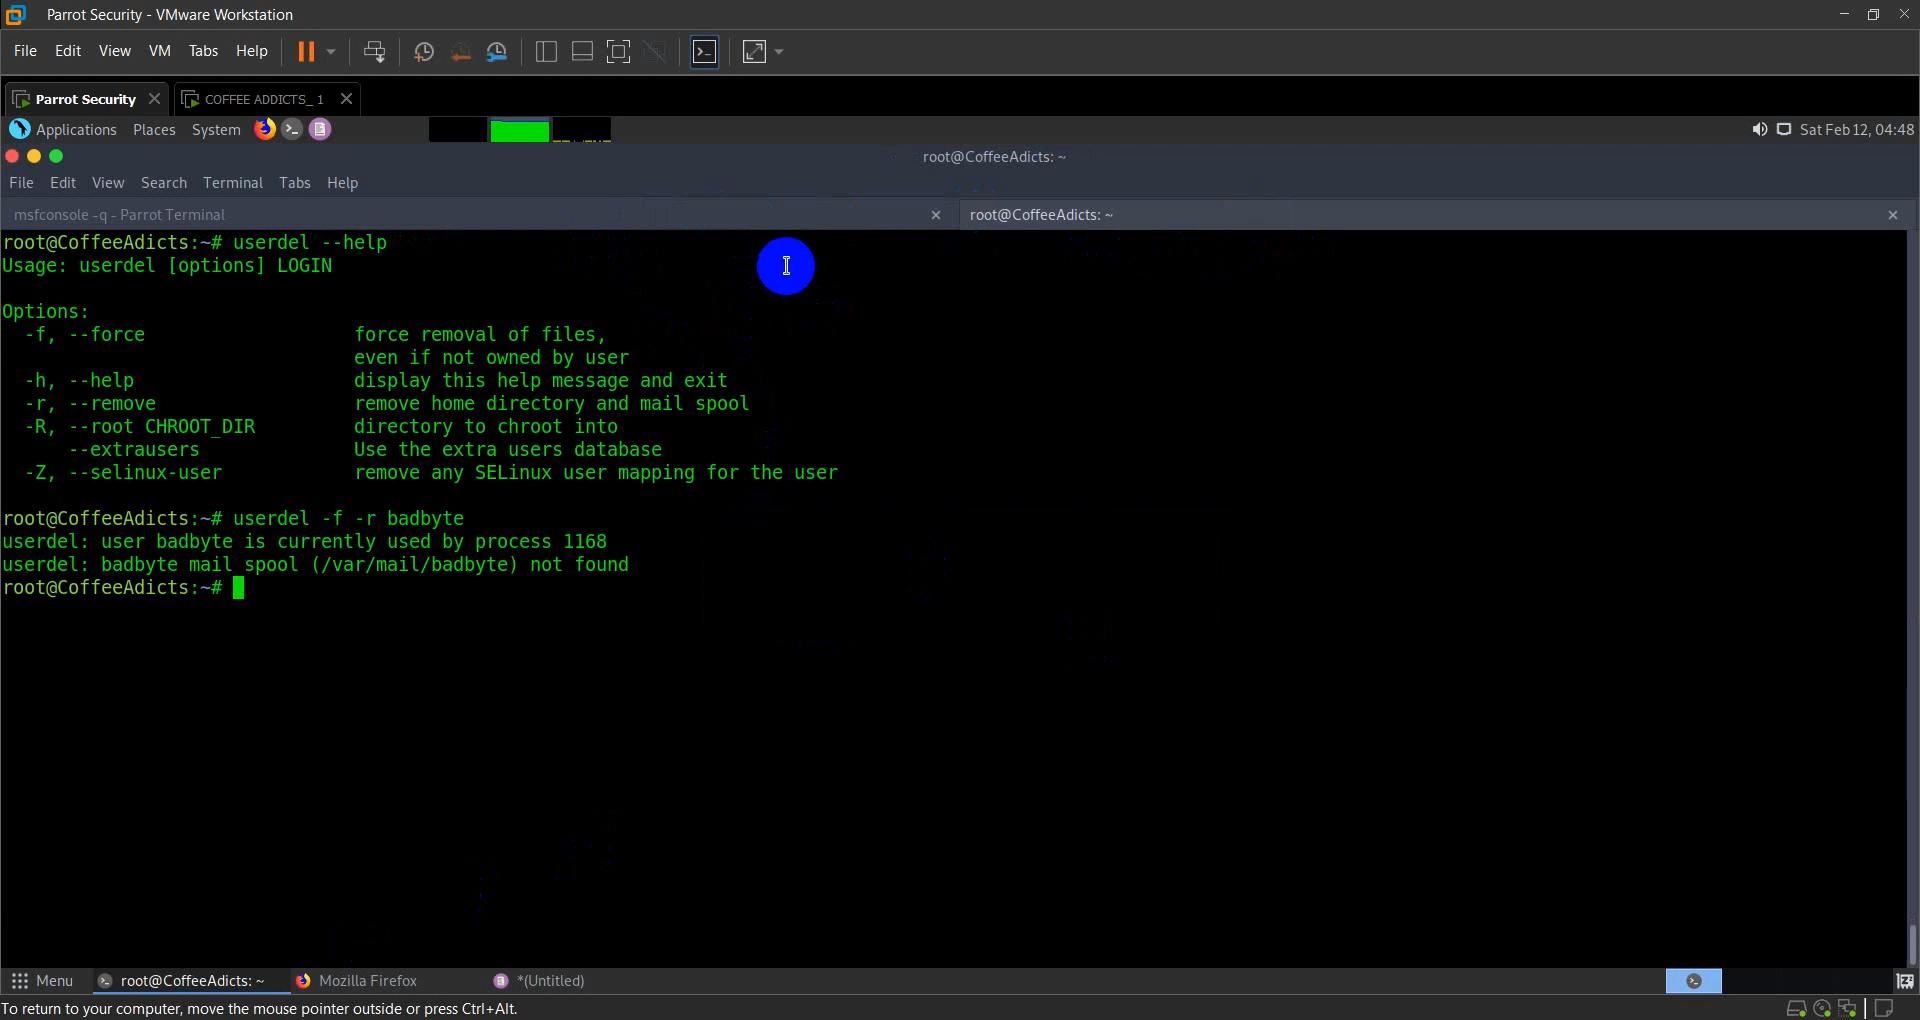 Parrot Security - VMware Workstation
File Edit View VM Tabs Help
Parrot Security COFFEE ADDICTS_ 1
Applications Places System Sat Feb 12, 04:48
root@CoffeeAdicts: ~
File Edit View Search Terminal Tabs Help
msfconsole -q - Parrot Terminal root@CoffeeAdicts: ~
root@CoffeeAdicts:~# userdel --help
Usage: userdel [options] LOGIN
Options:
-f, --force force removal of files,
even if not owned by user
-h, --help display this help message and exit
-r, --remove remove home directory and mail spool
-R, --root CHROOT_DIR directory to chroot into
--extrausers Use the extra users database
-Z, --selinux-user remove any SELinux user mapping for the user
root@CoffeeAdicts:~# userdel -f -r badbyte
userdel: user badbyte is currently used by process 1168
userdel: badbyte mail spool (/var/mail/badbyte) not found
root@CoffeeAdicts:~#
Menu root@CoffeeAdicts: ~ Mozilla Firefox *(Untitled)
To return to your computer, move the mouse pointer outside or press Ctrl+Alt.